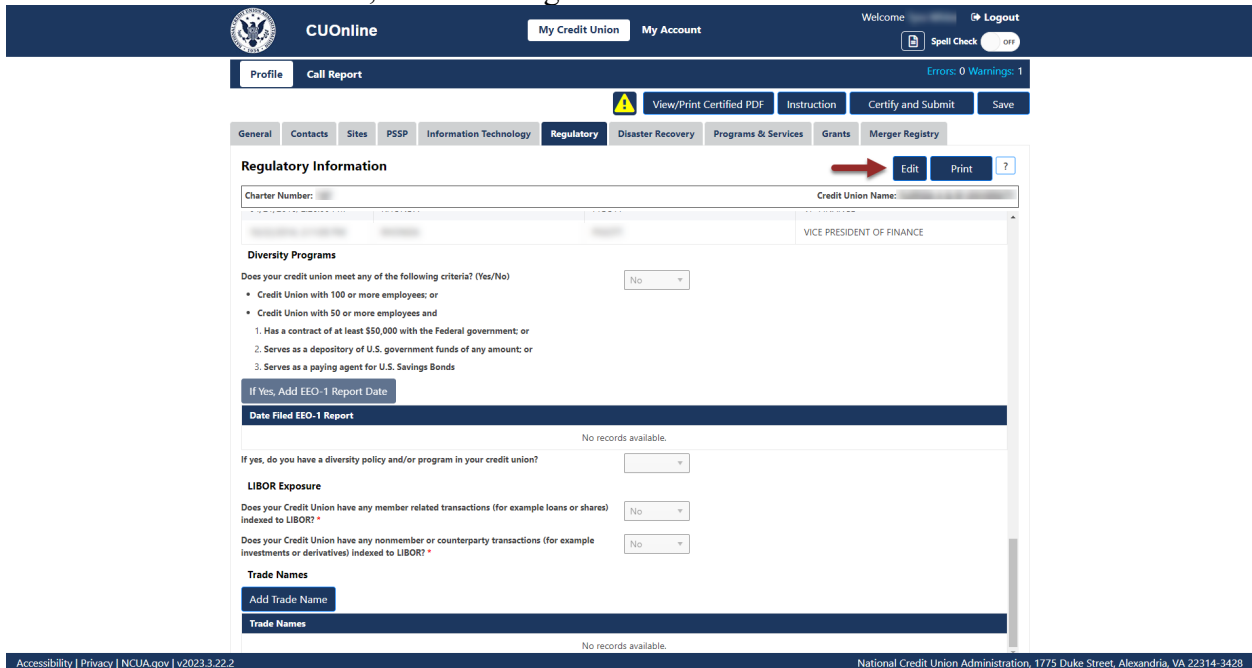 CUOnline
My Credit Union My Account
Welcome Logout
Spell Check OFF
Profile Call Report Errors: 0 Warnings: 1
View/Print Certified PDF Instruction Certify and Submit Save
General Contacts Sites PSSP Information Technology Regulatory Disaster Recovery Programs & Services Grants Merger Registry
Regulatory Information Edit Print ?
Charter Number: Credit Union Name:
VICE PRESIDENT OF FINANCE
Diversity Programs
Does your credit union meet any of the following criteria? (Yes/No) No
• Credit Union with 100 or more employees; or
• Credit Union with 50 or more employees and
1. Has a contract of at least $50,000 with the Federal government; or
2. Serves as a depository of U.S. government funds of any amount; or
3. Serves as a paying agent for U.S. Savings Bonds
If Yes, Add EEO-1 Report Date
Date Filed EEO-1 Report
No records available.
If yes, do you have a diversity policy and/or program in your credit union?
LIBOR Exposure
Does your Credit Union have any member related transactions (for example loans or shares) No
indexed to LIBOR? *
Does your Credit Union have any nonmember or counterparty transactions (for example No
investments or derivatives) indexed to LIBOR? *
Trade Names
Add Trade Name
Trade Names
No records available.
Accessibility | Privacy | NCUA.gov | v2023.3.22.2 National Credit Union Administration, 1775 Duke Street, Alexandria, VA 22314-3428